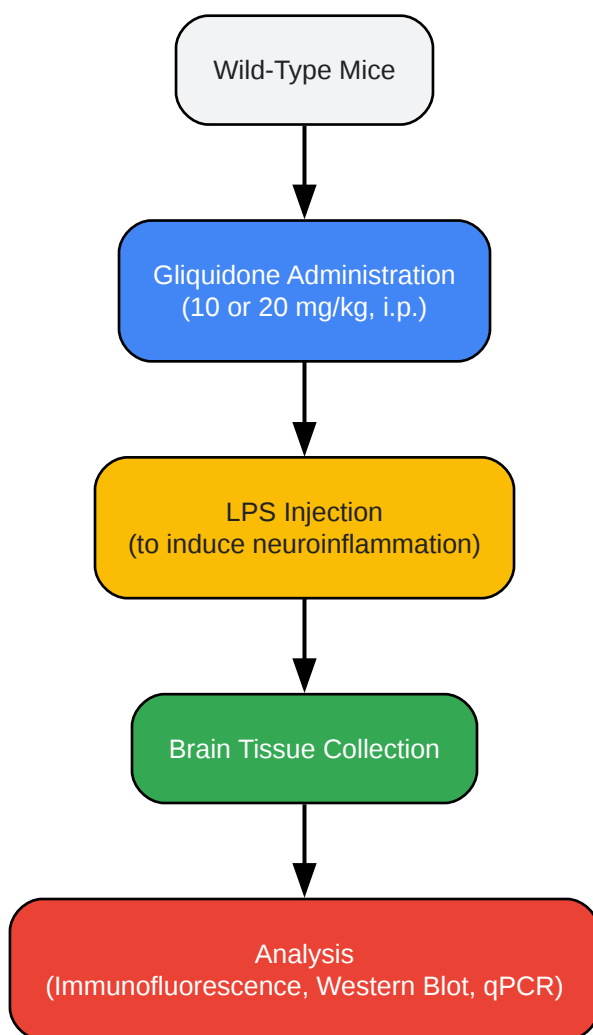 Wild-Type Mice
Gliquidone Administration
(10 or 20 mg/kg, i.p.)
LPS Injection
(to induce neuroinflammation)
Brain Tissue Collection
Analysis
(Immunofluorescence, Western Blot, qPCR)